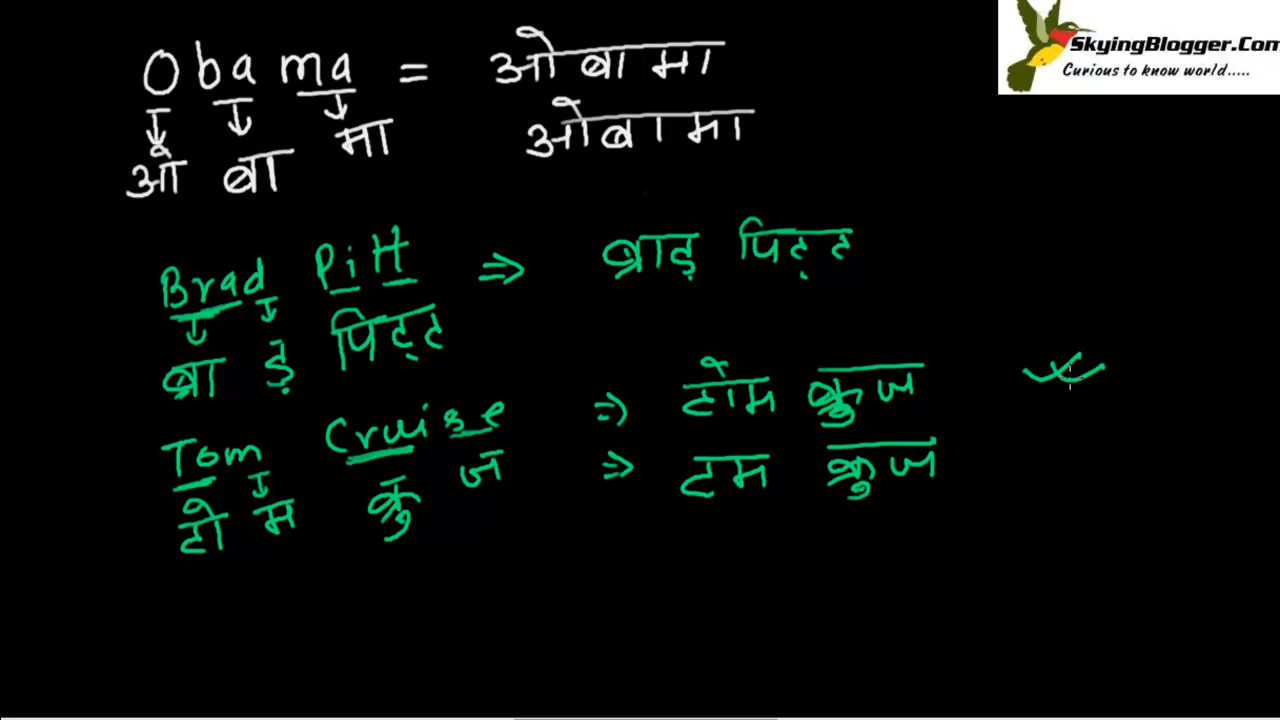 Obama = ओबामा
ओ बा मा ओबामा
Brad Pitt ⇒ ब्राड़ पिट्ट
ब्रा ड़े पिट्ट
Tom Cruise ⇒ टोम क्रुज
टो म क्रु ज ⇒ टम क्रुज
SkyingBlogger.Com
Curious to know world.....